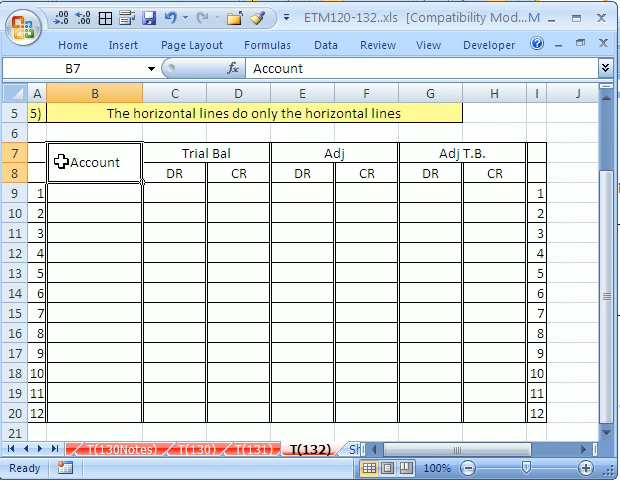 ETM120-132..xls [Compatibility Mod...M
Home Insert Page Layout Formulas Data Review View Developer
B7 fx Account
A B C D E F G H I J
5 5) The horizontal lines do only the horizontal lines
6
7 Account Trial Bal Adj Adj T.B.
8 DR CR DR CR DR CR
9 1 1
10 2 2
11 3 3
12 4 4
13 5 5
14 6 6
15 7 7
16 8 8
17 9 9
18 10 10
19 11 11
20 12 12
21
T(130Notes) T(130) T(131) T(132) Sh
Ready 100%